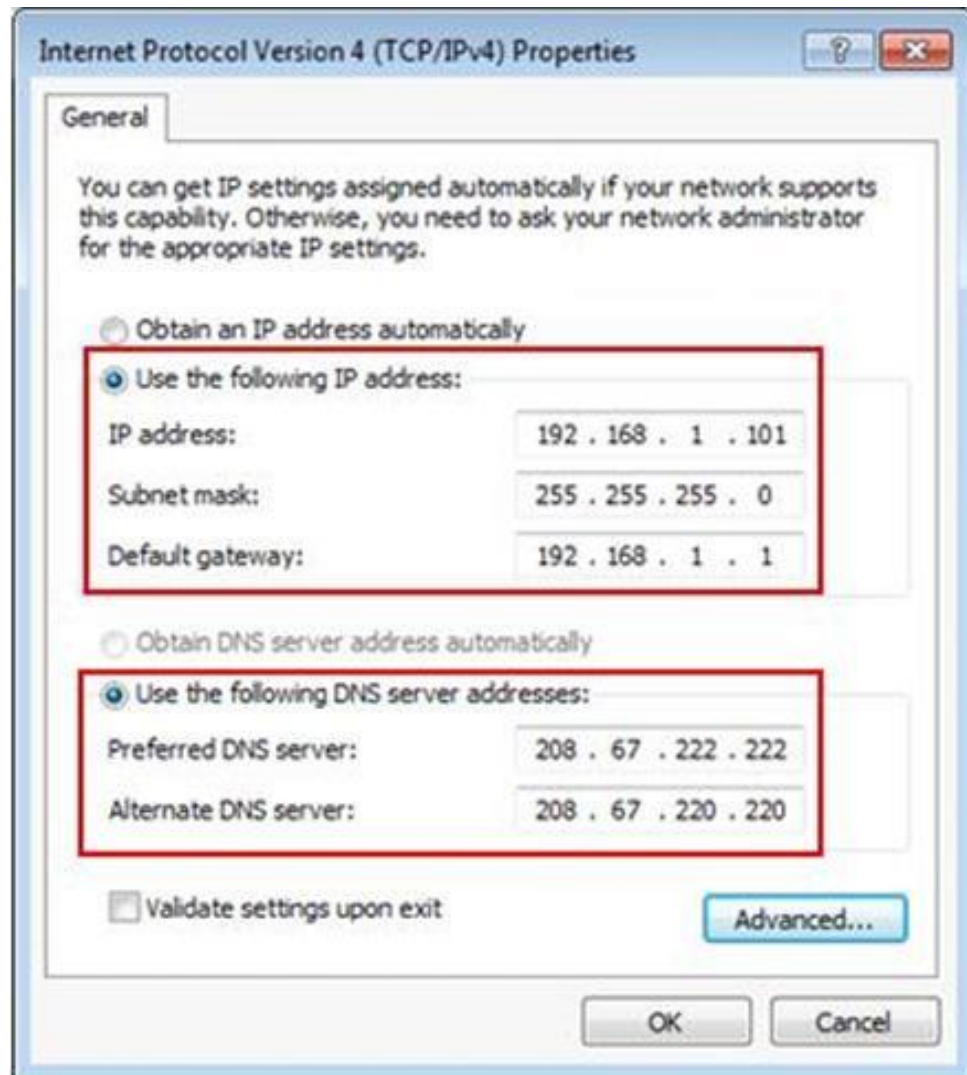 Internet Protocol Version 4 (TCP/IPv4) Properties
General
You can get IP settings assigned automatically if your network supports
this capability. Otherwise, you need to ask your network administrator
for the appropriate IP settings.
Obtain an IP address automatically
Use the following IP address:
IP address: 192 . 168 . 1 . 101
Subnet mask: 255 . 255 . 255 . 0
Default gateway: 192 . 168 . 1 . 1
Obtain DNS server address automatically
Use the following DNS server addresses:
Preferred DNS server: 208 . 67 . 222 . 222
Alternate DNS server: 208 . 67 . 220 . 220
Validate settings upon exit
Advanced...
OK Cancel